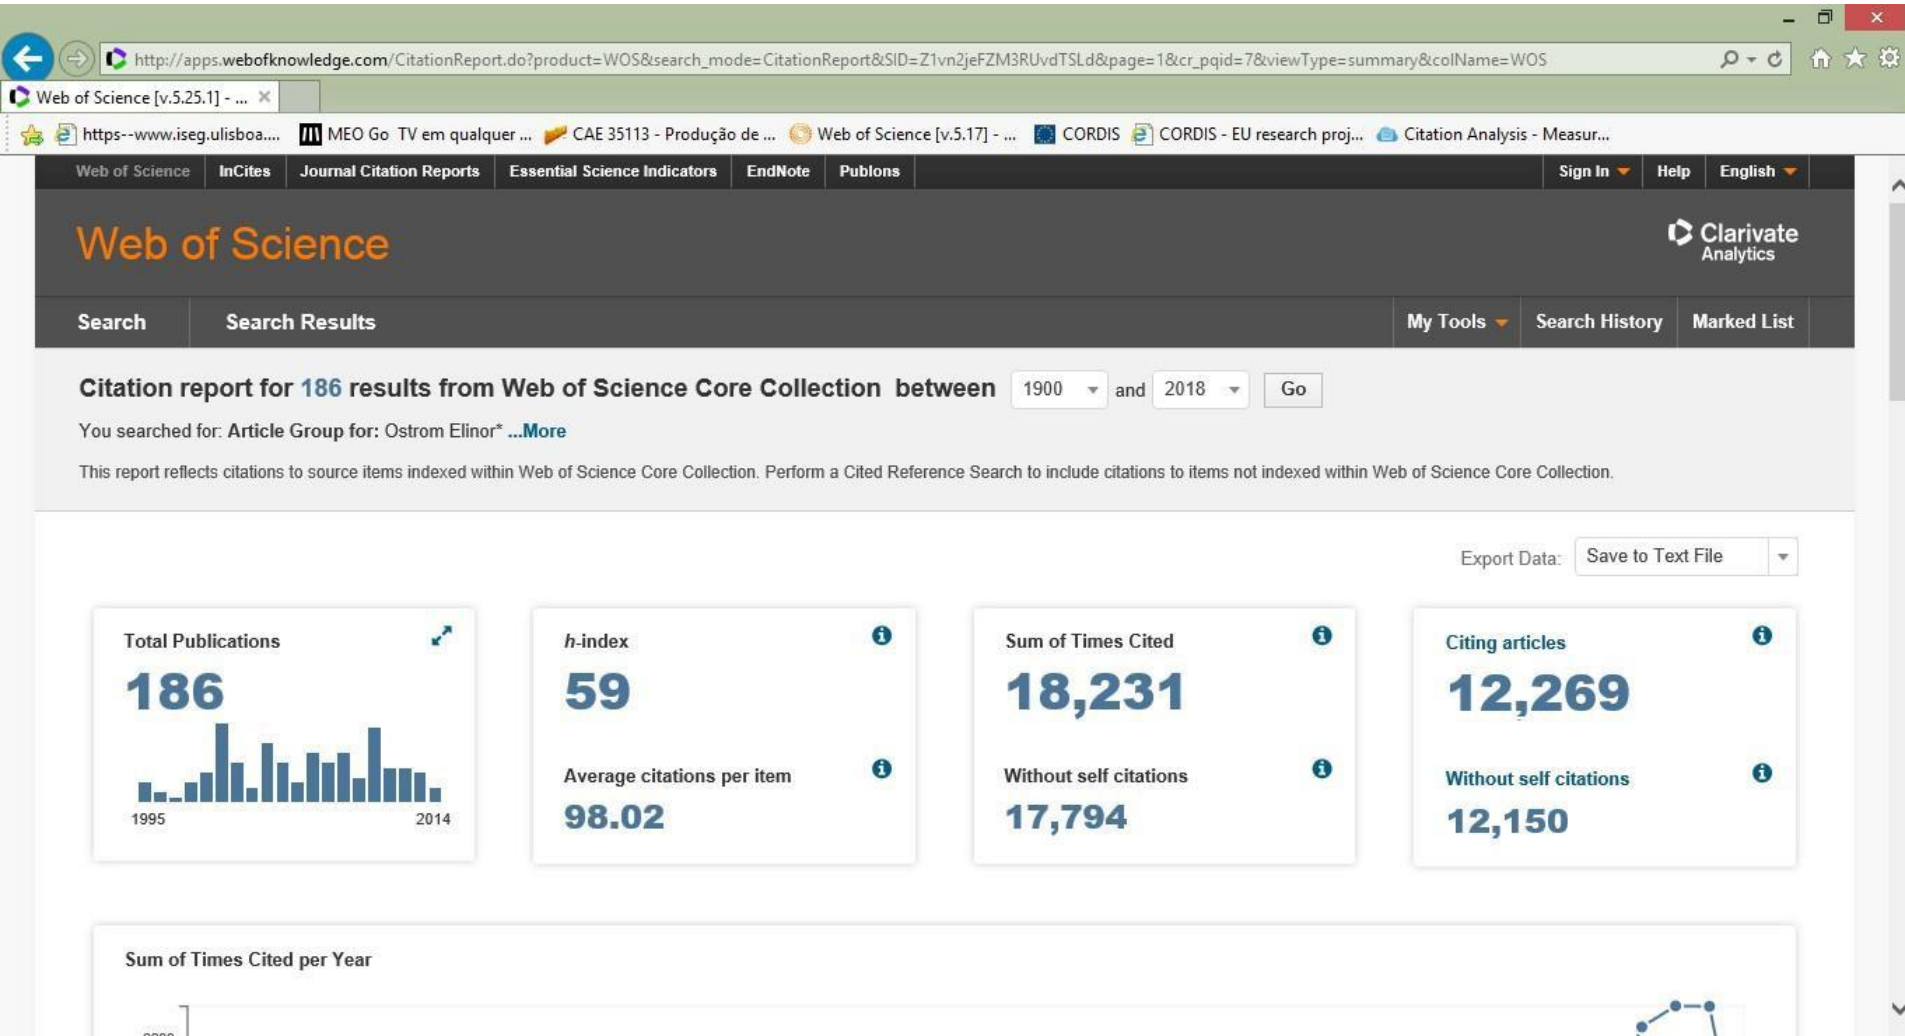 http://apps.webofknowledge.com/CitationReport.do?product=WOS&search_mode=CitationReport&SID=Z1vn2jeFZM3RUvdTSLd&page=1&cr_pqid=7&viewType=summary&colName=WOS
Web of Science [v.5.25.1] - ...
https--www.iseg.ulisboa.... MEO Go TV em qualquer ... CAE 35113 - Produção de ... Web of Science [v.5.17] - ... CORDIS CORDIS - EU research proj... Citation Analysis - Measur...
Web of Science InCites Journal Citation Reports Essential Science Indicators EndNote Publons Sign In Help English
Web of Science Clarivate
Analytics
Search Search Results My Tools Search History Marked List
Citation report for 186 results from Web of Science Core Collection between 1900 and 2018 Go
You searched for: Article Group for: Ostrom Elinor* ...More
This report reflects citations to source items indexed within Web of Science Core Collection. Perform a Cited Reference Search to include citations to items not indexed within Web of Science Core Collection.
Export Data: Save to Text File
Total Publications
186
1995 2014
h-index
59
Average citations per item
98.02
Sum of Times Cited
18,231
Without self citations
17,794
Citing articles
12,269
Without self citations
12,150
Sum of Times Cited per Year